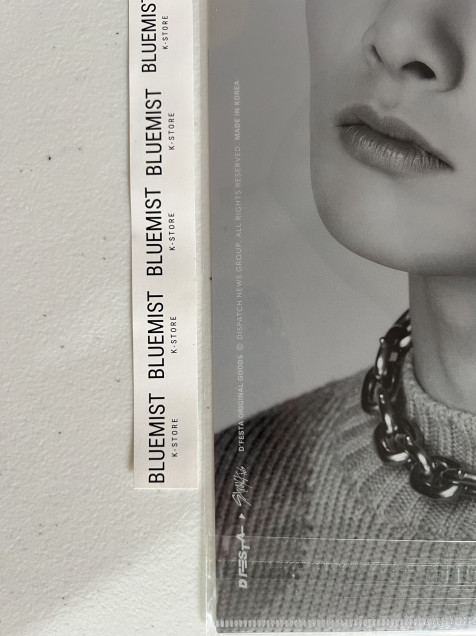 BLUEMIST
K-STORE
BLUEMIST
K-STORE
BLUEMIST
K-STORE
BLUEMIST
K-STORE
BLUEMIST
K-STORE
D'FESTA
D'FESTA ORIGINAL GOODS © DISPATCH NEWS GROUP. ALL RIGHTS RESERVED. MADE IN KOREA